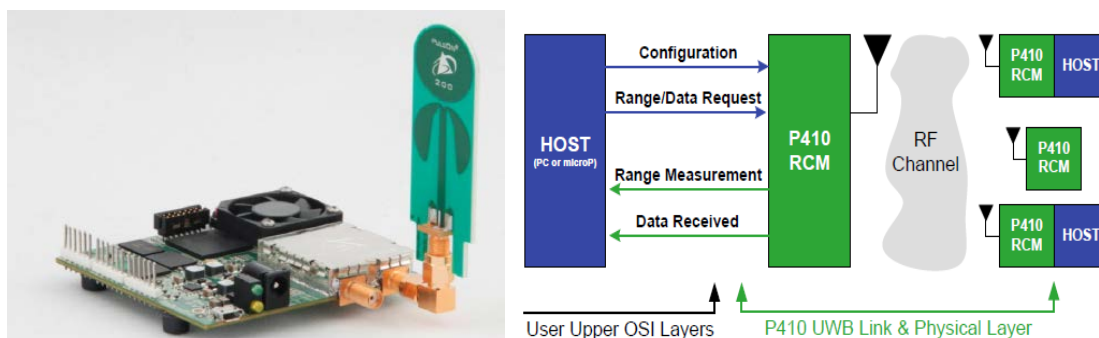 PULSON
2G0
Configuration
Range/Data Request
HOST
(PC or microP)
Range Measurement
Data Received
P410
RCM
RF
Channel
P410
RCM
HOST
P410
RCM
P410
RCM
HOST
User Upper OSI Layers
P410 UWB Link & Physical Layer